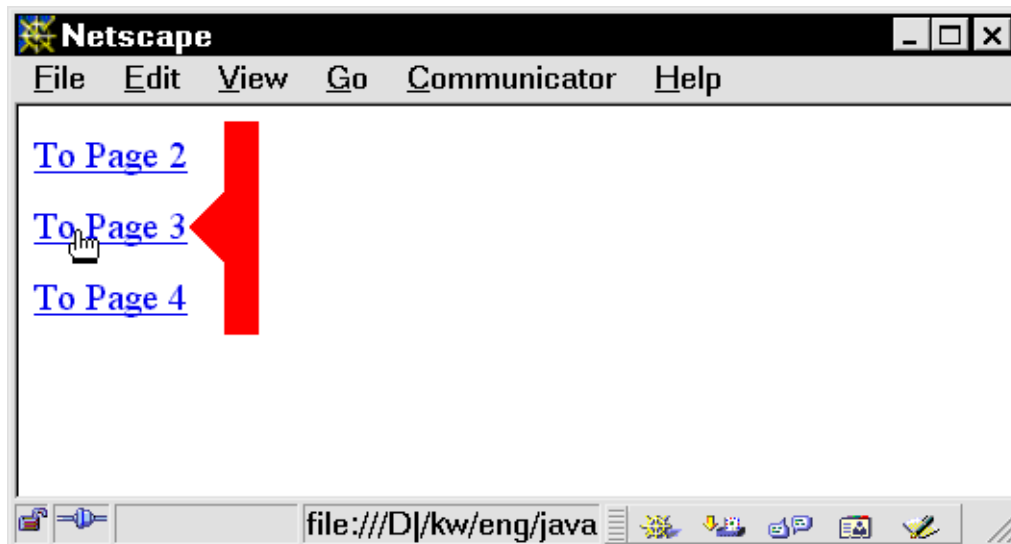 Netscape
File Edit View Go Communicator Help
To Page 2
To Page 3
To Page 4
file:///D|/kw/eng/java